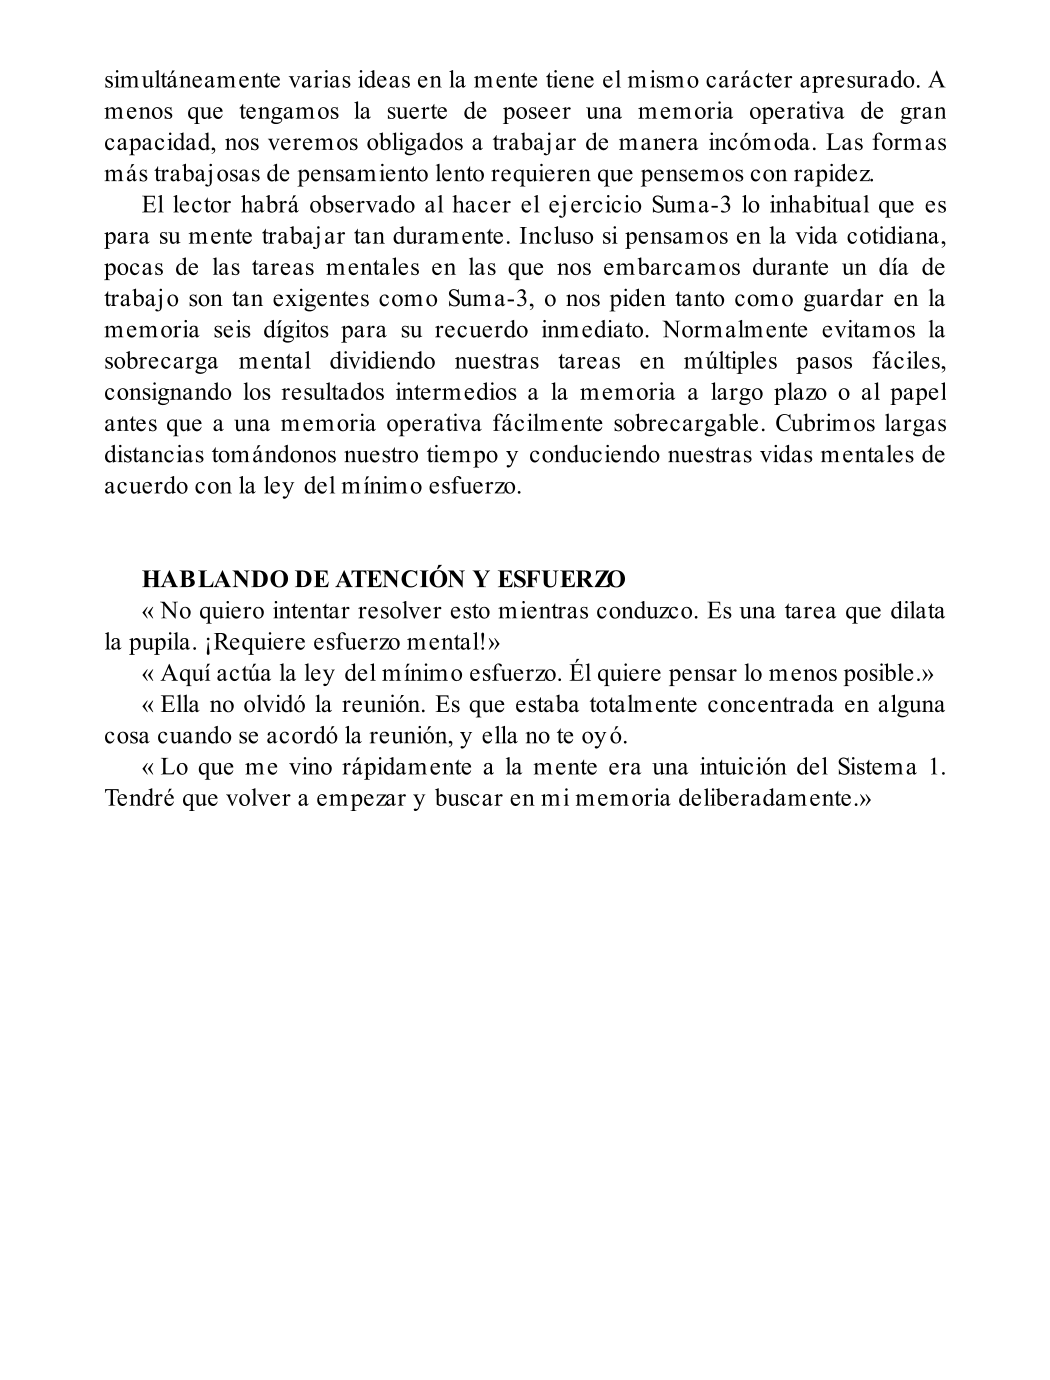 simultáneamente varias ideas en la mente tiene el mismo carácter apresurado. A
menos que tengamos la suerte de poseer una memoria operativa de gran
capacidad, nos veremos obligados a trabajar de manera incómoda. Las formas
más trabajosas de pensamiento lento requieren que pensemos con rapidez.
El lector habrá observado al hacer el ejercicio Suma-3 lo inhabitual que es
para su mente trabajar tan duramente. Incluso si pensamos en la vida cotidiana,
pocas de las tareas mentales en las que nos embarcamos durante un día de
trabajo son tan exigentes como Suma-3, o nos piden tanto como guardar en la
memoria seis dígitos para su recuerdo inmediato. Normalmente evitamos la
sobrecarga mental dividiendo nuestras tareas en múltiples pasos fáciles,
consignando los resultados intermedios a la memoria a largo plazo o al papel
antes que a una memoria operativa fácilmente sobrecargable. Cubrimos largas
distancias tomándonos nuestro tiempo y conduciendo nuestras vidas mentales de
acuerdo con la ley del mínimo esfuerzo.
HABLANDO DE ATENCIÓN Y ESFUERZO
« No quiero intentar resolver esto mientras conduzco. Es una tarea que dilata
la pupila. ¡Requiere esfuerzo mental!»
« Aquí actúa la ley del mínimo esfuerzo. Él quiere pensar lo menos posible.»
« Ella no olvidó la reunión. Es que estaba totalmente concentrada en alguna
cosa cuando se acordó la reunión, y ella no te oyó.
« Lo que me vino rápidamente a la mente era una intuición del Sistema 1.
Tendré que volver a empezar y buscar en mi memoria deliberadamente.»